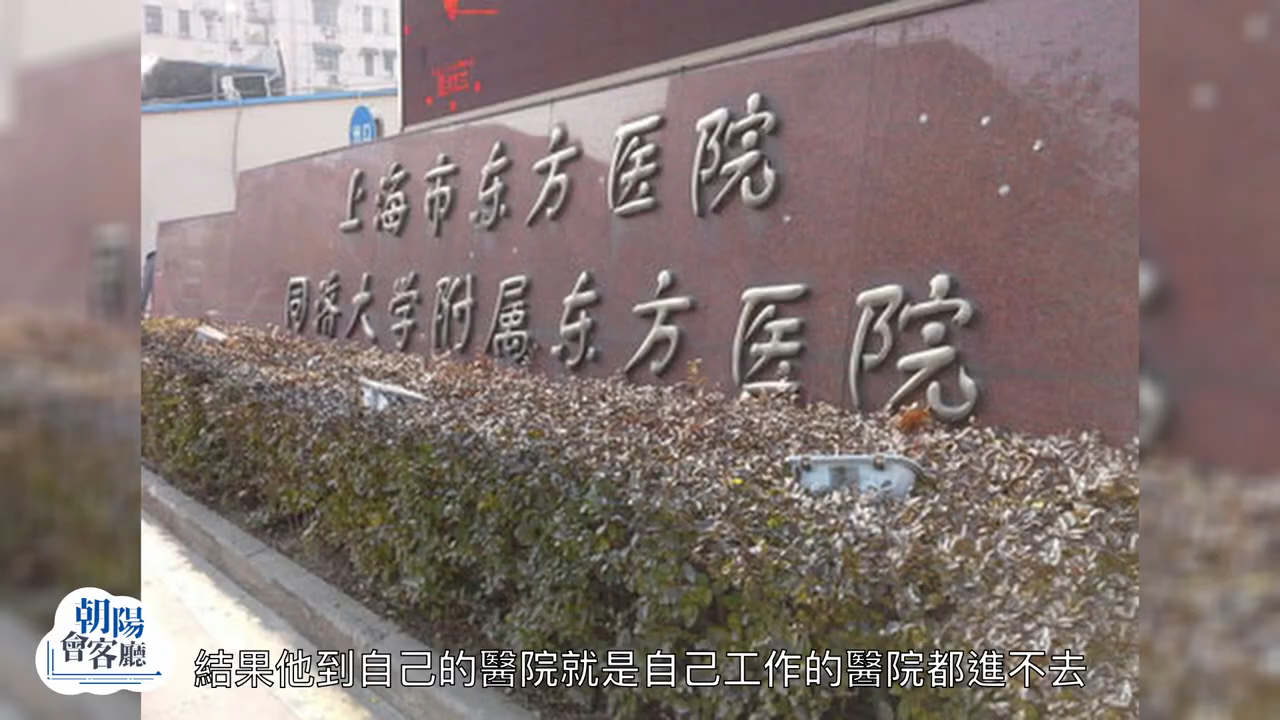 出口
上海市东方医院
同济大学附属东方医院
朝陽
會客廳
結果他到自己的醫院就是自己工作的醫院都進不去